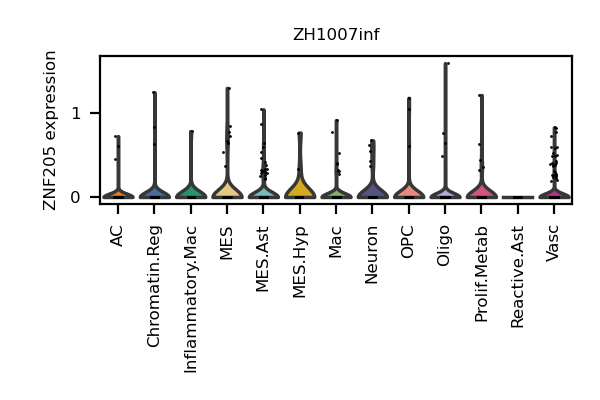 ZH1007inf
ZNF205 expression
1
0
AC
Chromatin.Reg
Inflammatory.Mac
MES
MES.Ast
MES.Hyp
Mac
Neuron
OPC
Oligo
Prolif.Metab
Reactive.Ast
Vasc